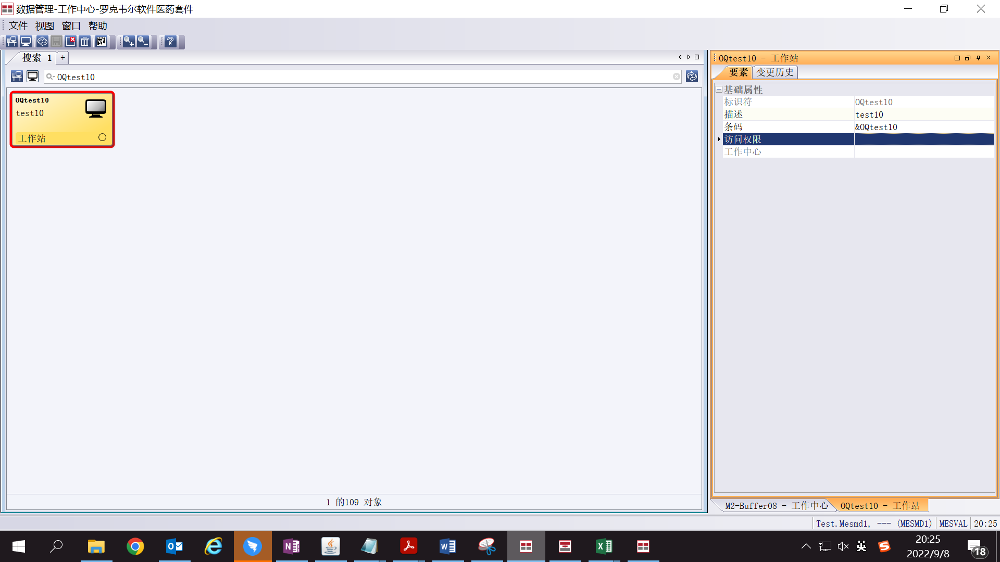 数据管理-工作中心-罗克韦尔软件医药套件
文件 视图 窗口 帮助
搜索 1 +
OQtest10
OQtest10
test10
工作站
1 的109 对象
OQtest10 - 工作站
要素 变更历史
基础属性
标识符 OQtest10
描述 test10
条码 &OQtest10
访问权限
工作中心
M2-Buffer08 - 工作中心 OQtest10 - 工作站
Test.Mesmd1, --- (MESMD1) MESVAL 20:25
英
20:25
2022/9/8
18